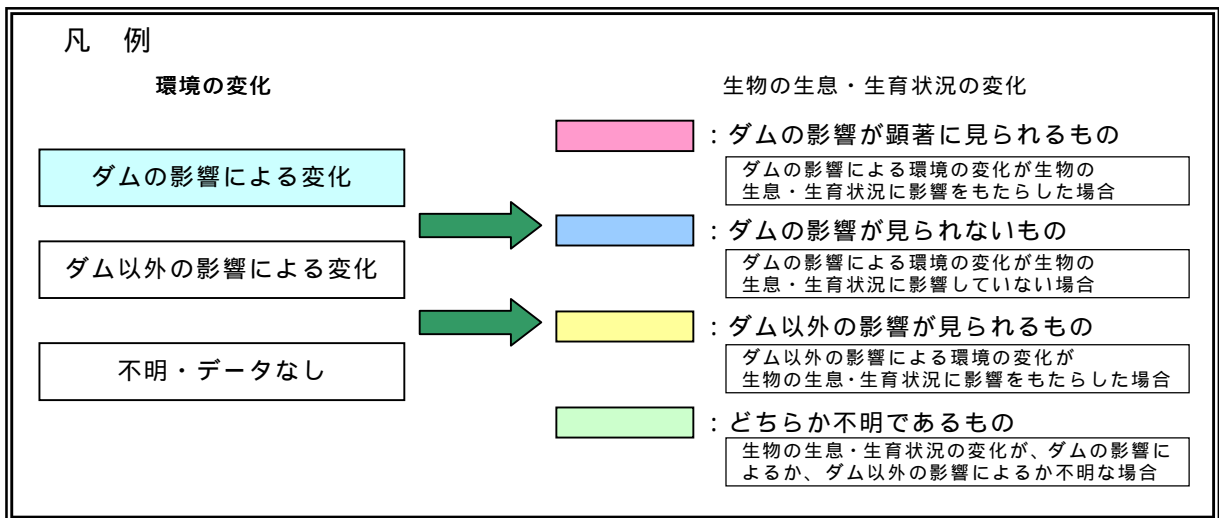 凡 例
環境の変化
ダムの影響による変化
ダム以外の影響による変化
不明・データなし
生物の生息・生育状況の変化
：ダムの影響が顕著に見られるもの
ダムの影響による環境の変化が生物の
生息・生育状況に影響をもたらした場合
：ダムの影響が見られないもの
ダムの影響による環境の変化が生物の
生息・生育状況に影響していない場合
：ダム以外の影響が見られるもの
ダム以外の影響による環境の変化が
生物の生息・生育状況に影響をもたらした場合
：どちらか不明であるもの
生物の生息・生育状況の変化が、ダムの影響に
よるか、ダム以外の影響によるか不明な場合